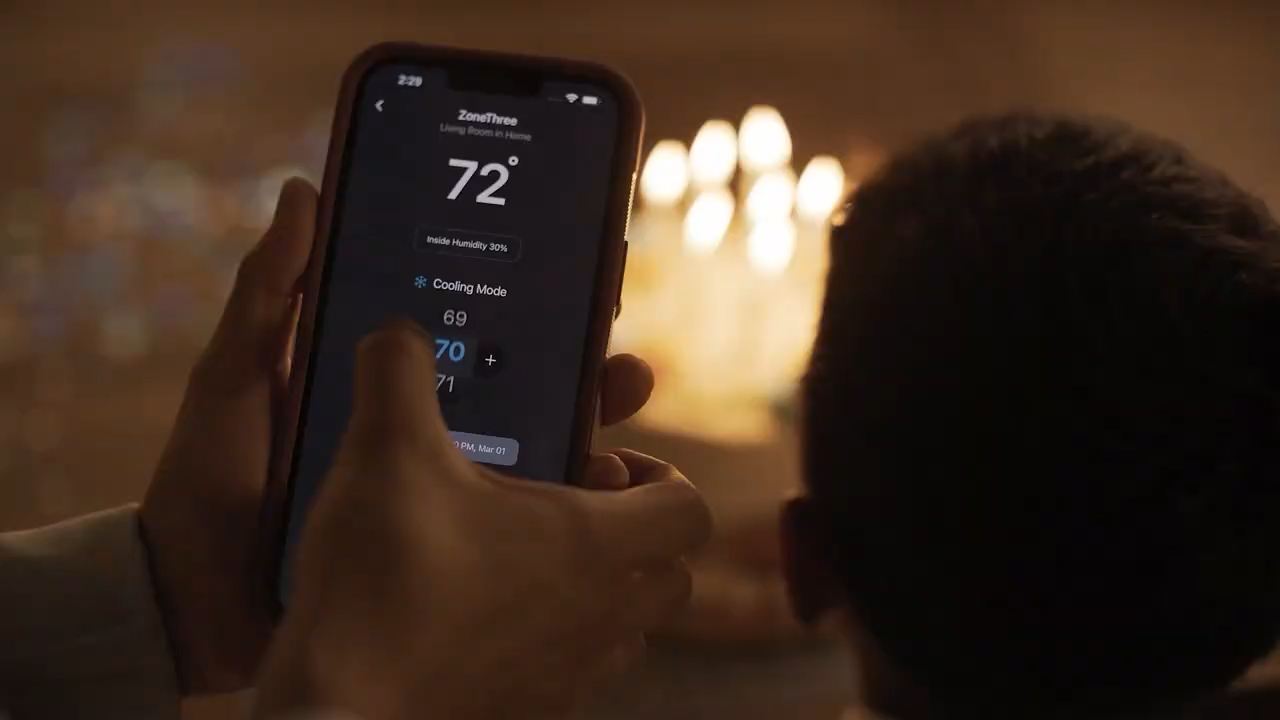 2:29
ZoneThree
Living Room in Home
72°
Inside Humidity 30%
Cooling Mode
69
70 +
71
PM, Mar 01